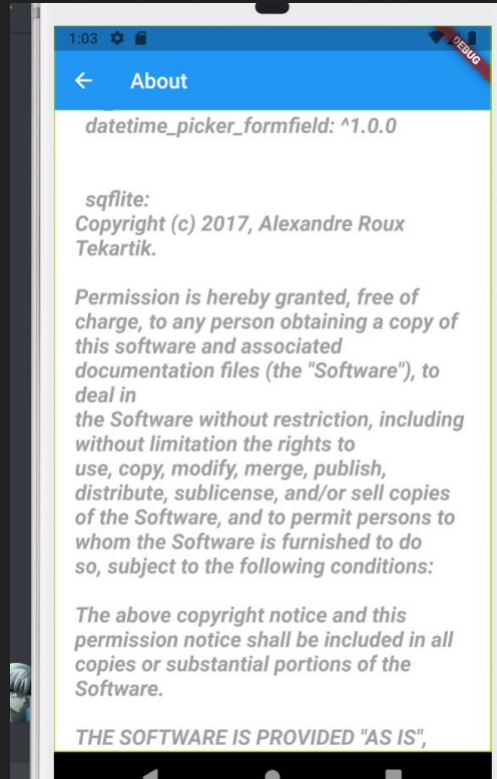 1:03
DEBUG
About
datetime_picker_formfield: ^1.0.0
sqflite:
Copyright (c) 2017, Alexandre Roux
Tekartik.
Permission is hereby granted, free of
charge, to any person obtaining a copy of
this software and associated
documentation files (the "Software"), to
deal in
the Software without restriction, including
without limitation the rights to
use, copy, modify, merge, publish,
distribute, sublicense, and/or sell copies
of the Software, and to permit persons to
whom the Software is furnished to do
so, subject to the following conditions:
The above copyright notice and this
permission notice shall be included in all
copies or substantial portions of the
Software.
THE SOFTWARE IS PROVIDED "AS IS",